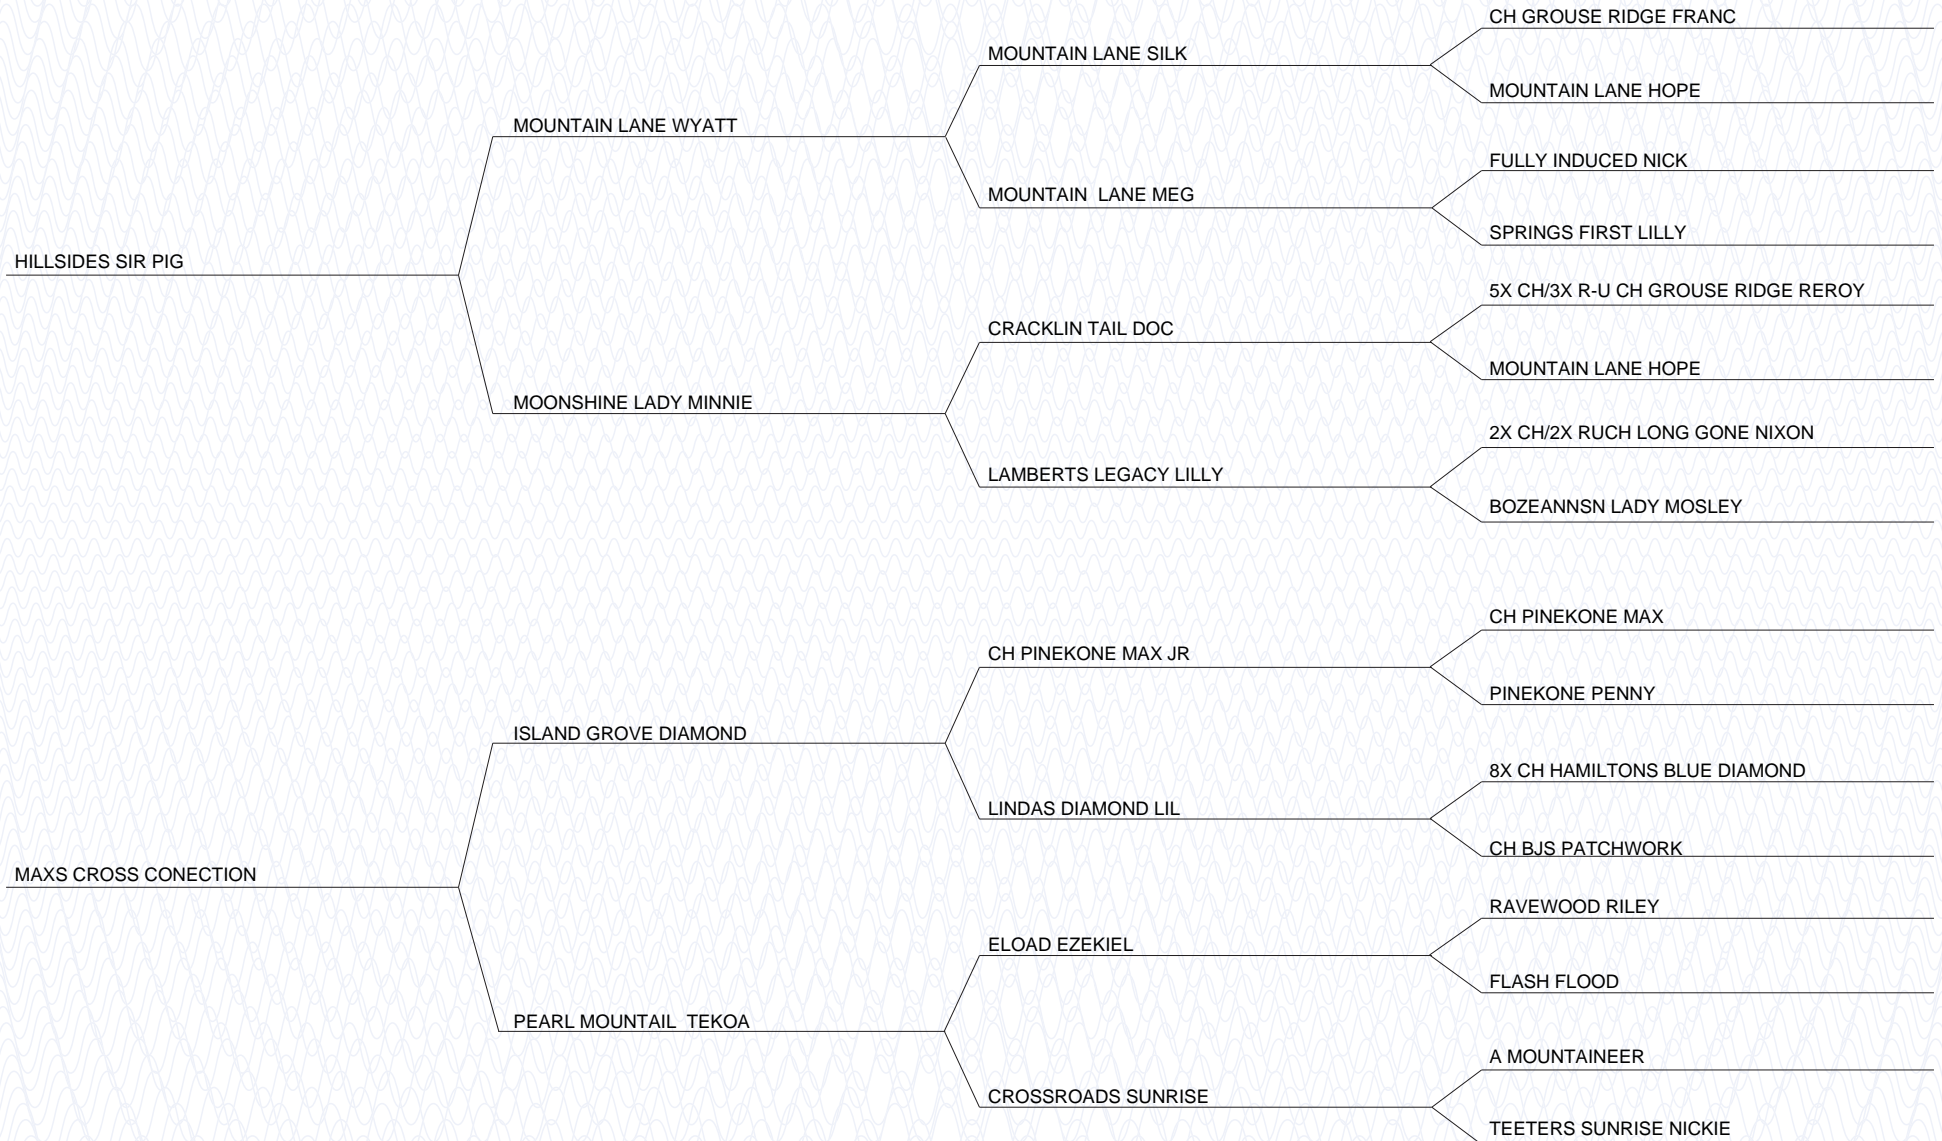 CH GROUSE RIDGE FRANC
MOUNTAIN LANE SILK
MOUNTAIN LANE HOPE
MOUNTAIN LANE WYATT
FULLY INDUCED NICK
MOUNTAIN  LANE MEG
SPRINGS FIRST LILLY
HILLSIDES SIR PIG
5X CH/3X R-U CH GROUSE RIDGE REROY
CRACKLIN TAIL DOC
MOUNTAIN LANE HOPE
MOONSHINE LADY MINNIE
2X CH/2X RUCH LONG GONE NIXON
LAMBERTS LEGACY LILLY
BOZEANNSN LADY MOSLEY
CH PINEKONE MAX
CH PINEKONE MAX JR
PINEKONE PENNY
ISLAND GROVE DIAMOND
8X CH HAMILTONS BLUE DIAMOND
LINDAS DIAMOND LIL
CH BJS PATCHWORK
MAXS CROSS CONECTION
RAVEWOOD RILEY
ELOAD EZEKIEL
FLASH FLOOD
PEARL MOUNTAIL  TEKOA
A MOUNTAINEER
CROSSROADS SUNRISE
TEETERS SUNRISE NICKIE